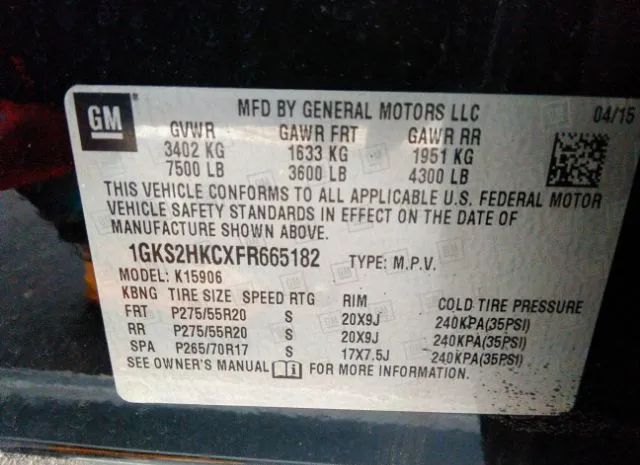 GM MFD BY GENERAL MOTORS LLC 04/15
GVWR GAWR FRT GAWR RR
3402 KG 1633 KG 1951 KG
7500 LB 3600 LB 4300 LB
THIS VEHICLE CONFORMS TO ALL APPLICABLE U.S. FEDERAL MOTOR
VEHICLE SAFETY STANDARDS IN EFFECT ON THE DATE OF
MANUFACTURE SHOWN ABOVE.
1GKS2HKCXFR665182 TYPE: M.P.V.
MODEL: K15906
KBNG TIRE SIZE SPEED RTG RIM COLD TIRE PRESSURE
FRT P275/55R20 S 20X9J 240KPA(35PSI)
RR P275/55R20 S 20X9J 240KPA(35PSI)
SPA P265/70R17 S 17X7.5J 240KPA(35PSI)
SEE OWNER'S MANUAL FOR MORE INFORMATION.